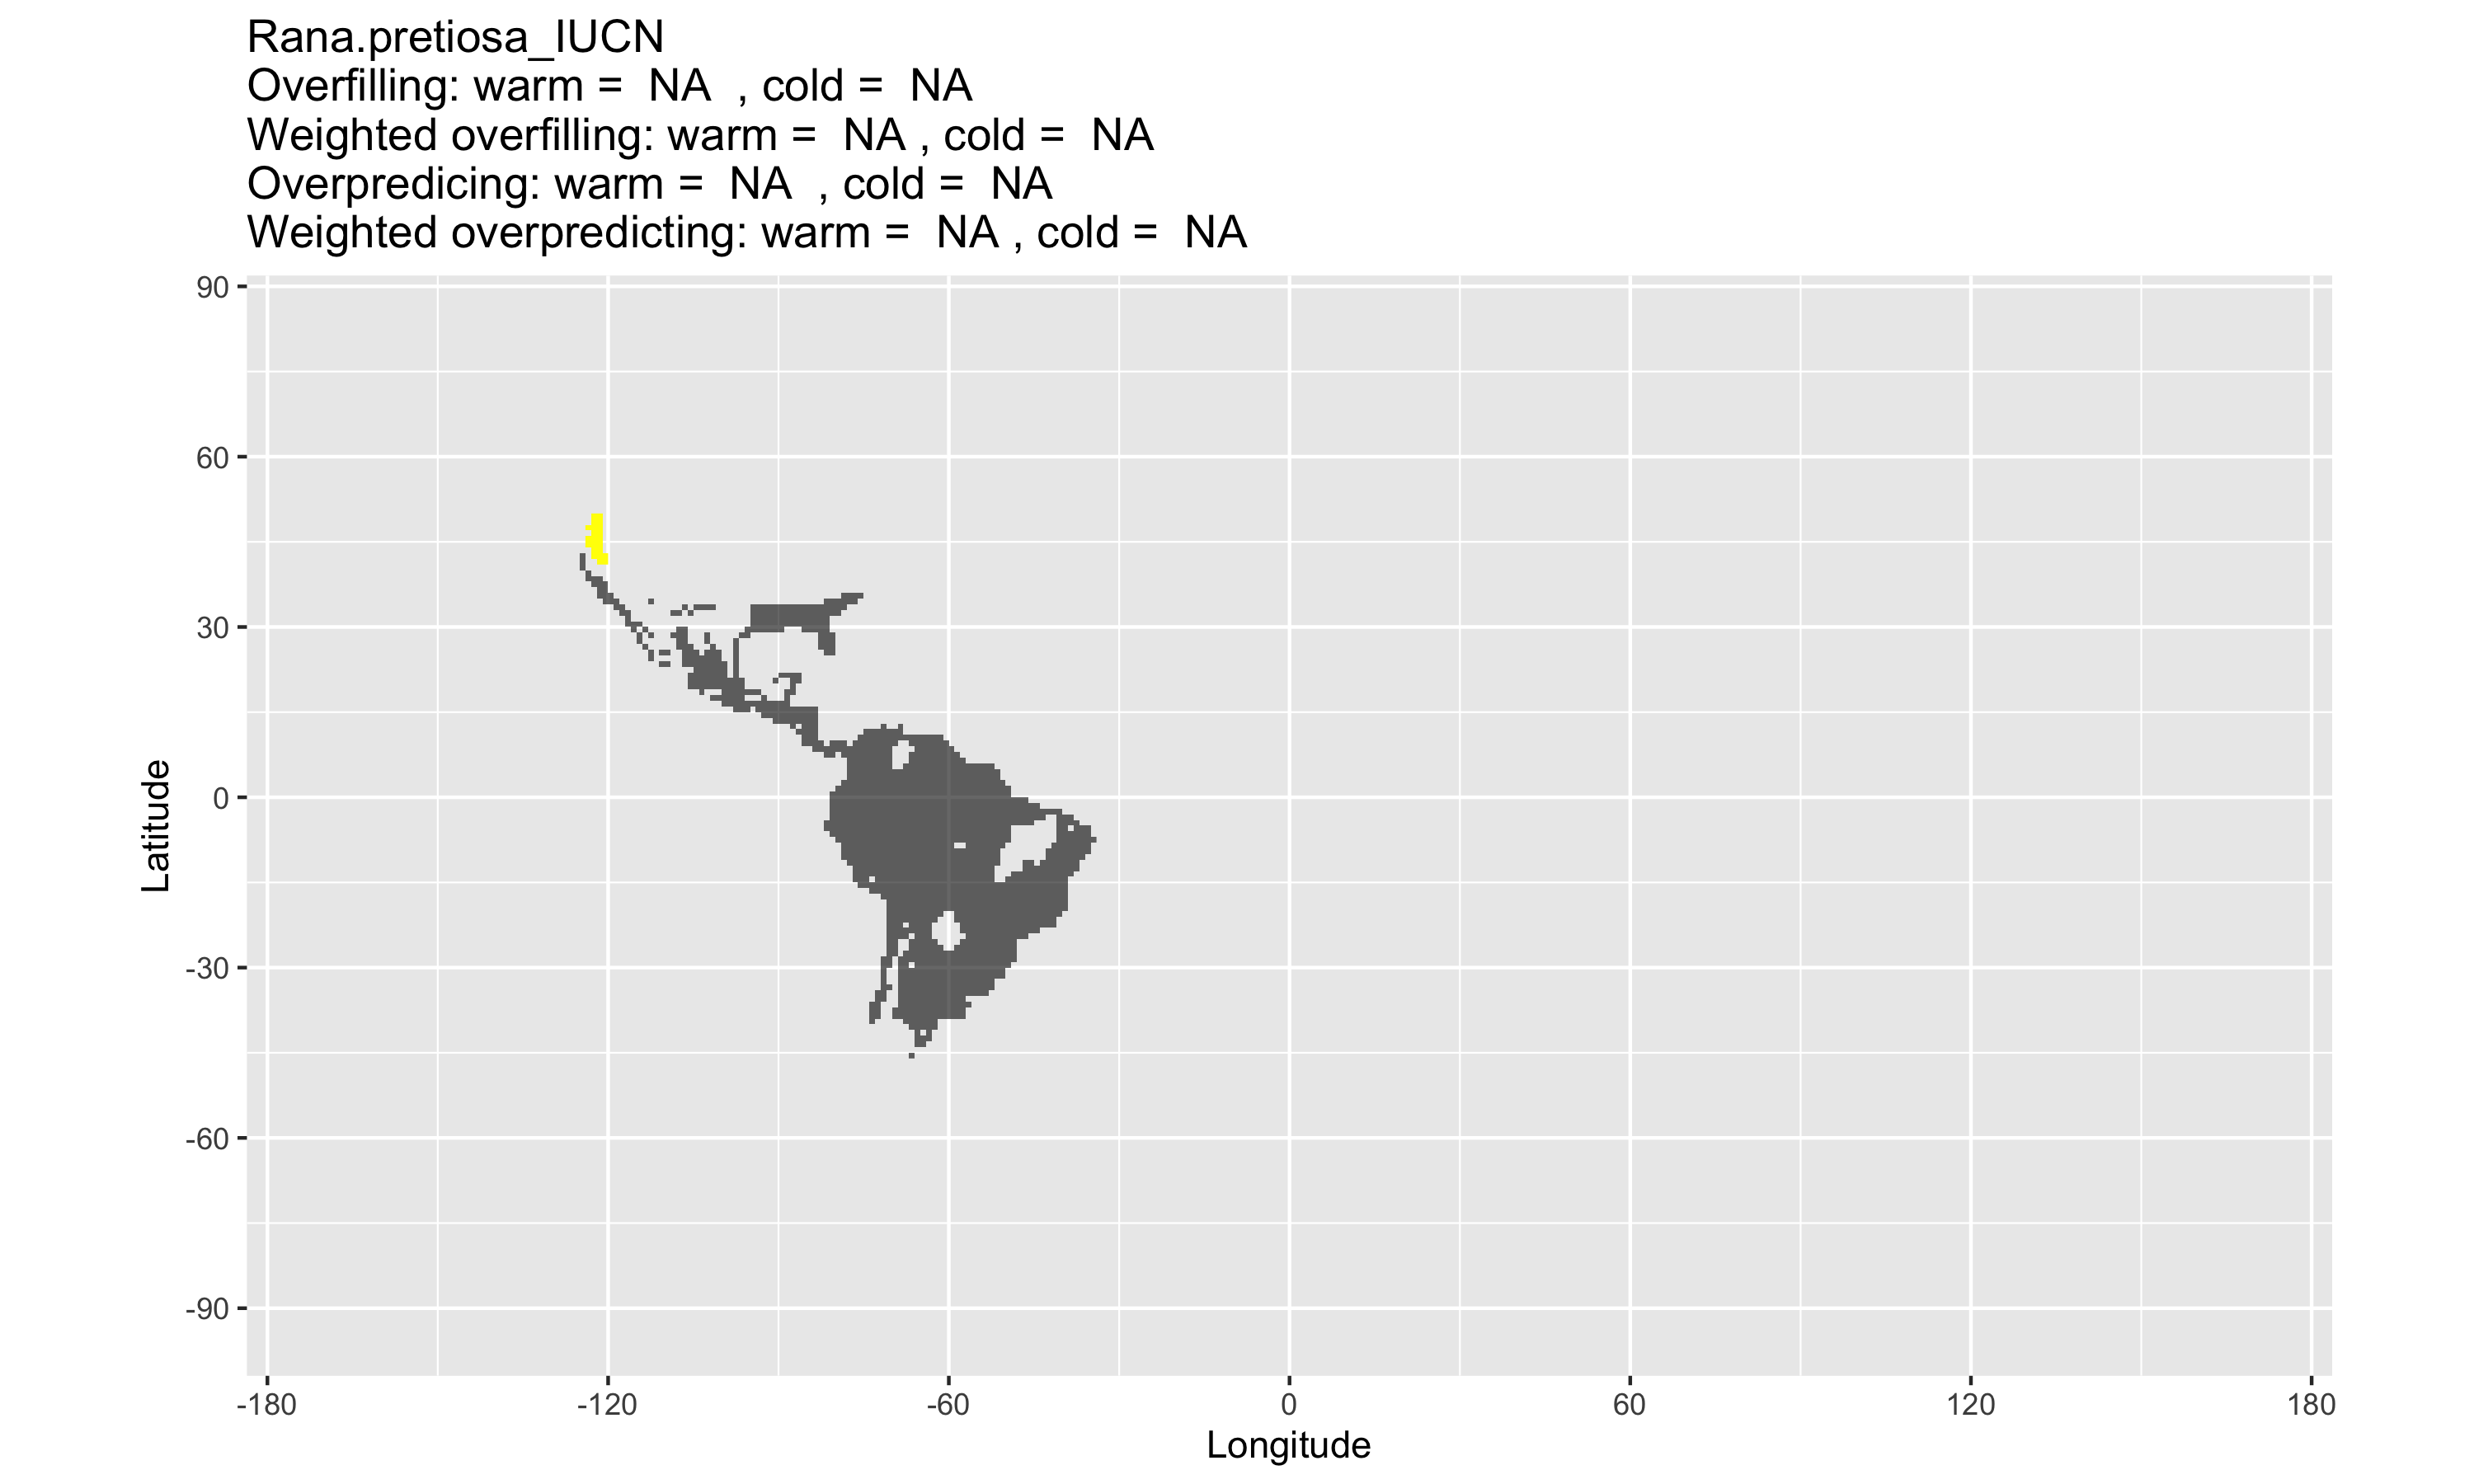 Rana.pretiosa_IUCN
Overfilling: warm =  NA  , cold =  NA
Weighted overfilling: warm =  NA , cold =  NA
Overpredicing: warm =  NA  , cold =  NA
Weighted overpredicting: warm =  NA , cold =  NA
90
60
30
0
-30
-60
-90
Latitude
-180
-120
-60
0
60
120
180
Longitude